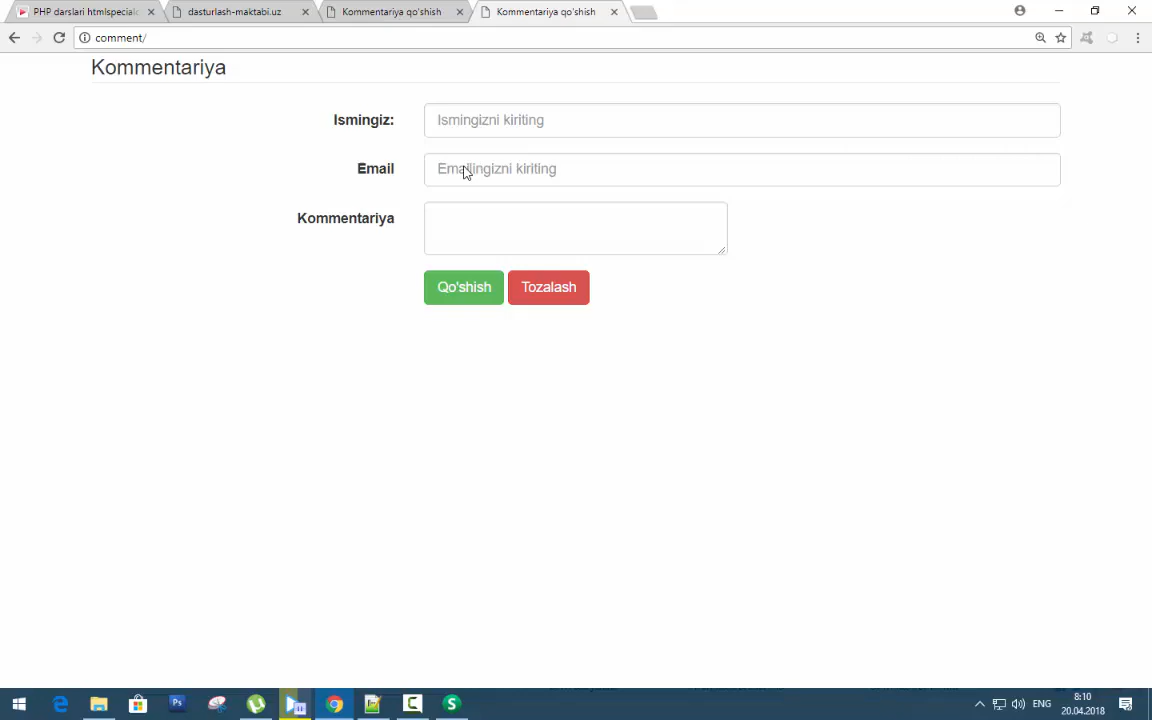 PHP darslari htmlspecialc
dasturlash-maktabi.uz
Kommentariya qo'shish
Kommentariya qo'shish
comment/
Kommentariya
Ismingiz:
Ismingizni kiriting
Email
Emailingizni kiriting
Kommentariya
Qo'shish
Tozalash
Ps
S
ENG
8:10
20.04.2018